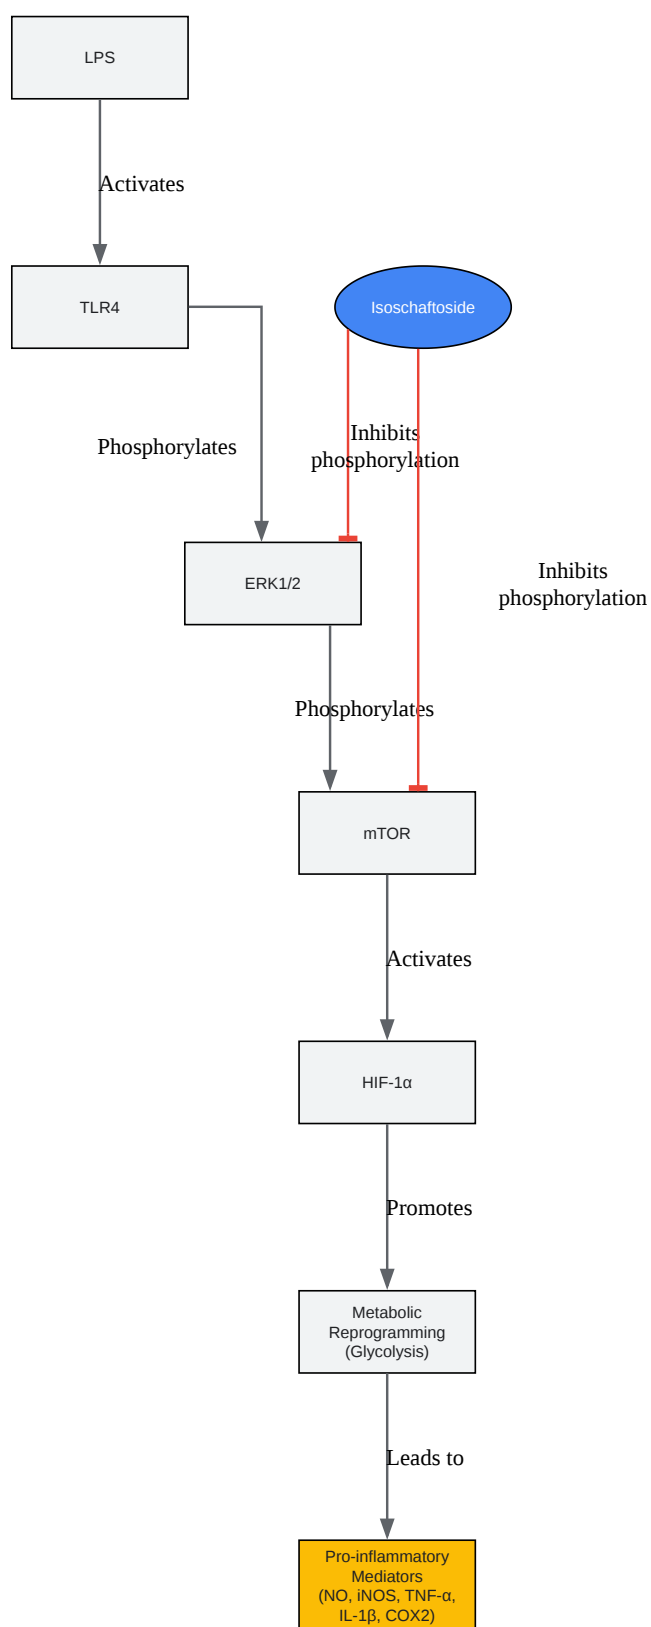 LPS
Activates
TLR4
Isoschaftoside
Phosphorylates
Inhibits
phosphorylation
Inhibits
phosphorylation
ERK1/2
Phosphorylates
mTOR
Activates
HIF-1α
Promotes
Metabolic
Reprogramming
(Glycolysis)
Leads to
Pro-inflammatory
Mediators
(NO, iNOS, TNF-α,
IL-1β, COX2)